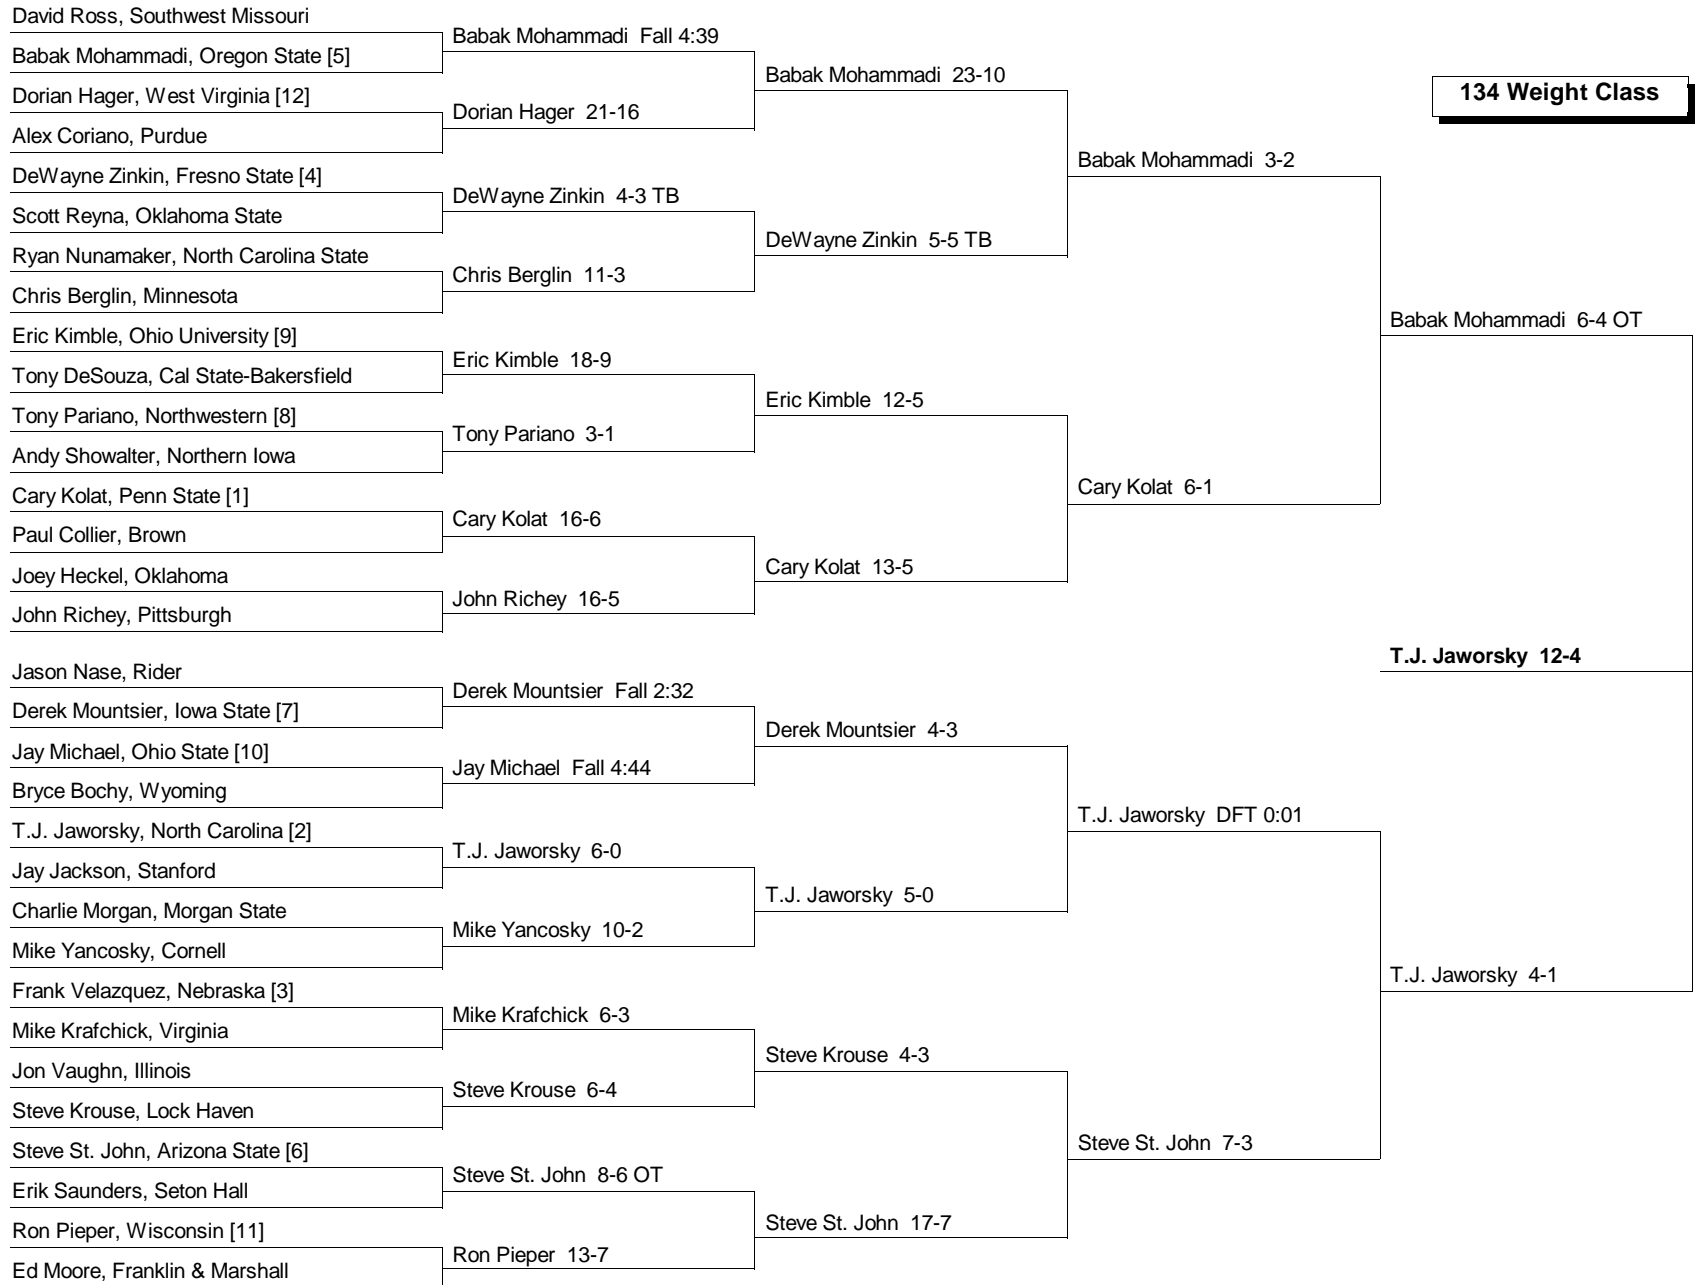 134 Weight Class
David Ross, Southwest Missouri
Babak Mohammadi, Oregon State [5]
Dorian Hager, West Virginia [12]
Alex Coriano, Purdue
DeWayne Zinkin, Fresno State [4]
Scott Reyna, Oklahoma State
Ryan Nunamaker, North Carolina State
Chris Berglin, Minnesota
Eric Kimble, Ohio University [9]
Tony DeSouza, Cal State-Bakersfield
Tony Pariano, Northwestern [8]
Andy Showalter, Northern Iowa
Cary Kolat, Penn State [1]
Paul Collier, Brown
Joey Heckel, Oklahoma
John Richey, Pittsburgh
Jason Nase, Rider
Derek Mountsier, Iowa State [7]
Jay Michael, Ohio State [10]
Bryce Bochy, Wyoming
T.J. Jaworsky, North Carolina [2]
Jay Jackson, Stanford
Charlie Morgan, Morgan State
Mike Yancosky, Cornell
Frank Velazquez, Nebraska [3]
Mike Krafchick, Virginia
Jon Vaughn, Illinois
Steve Krouse, Lock Haven
Steve St. John, Arizona State [6]
Erik Saunders, Seton Hall
Ron Pieper, Wisconsin [11]
Ed Moore, Franklin & Marshall
Babak Mohammadi Fall 4:39
Dorian Hager 21-16
DeWayne Zinkin 4-3 TB
Chris Berglin 11-3
Eric Kimble 18-9
Tony Pariano 3-1
Cary Kolat 16-6
John Richey 16-5
Derek Mountsier Fall 2:32
Jay Michael Fall 4:44
T.J. Jaworsky 6-0
Mike Yancosky 10-2
Mike Krafchick 6-3
Steve Krouse 6-4
Steve St. John 8-6 OT
Ron Pieper 13-7
Babak Mohammadi 23-10
DeWayne Zinkin 5-5 TB
Eric Kimble 12-5
Cary Kolat 13-5
Derek Mountsier 4-3
T.J. Jaworsky 5-0
Steve Krouse 4-3
Steve St. John 17-7
Babak Mohammadi 3-2
Cary Kolat 6-1
T.J. Jaworsky DFT 0:01
Steve St. John 7-3
Babak Mohammadi 6-4 OT
T.J. Jaworsky 4-1
T.J. Jaworsky 12-4